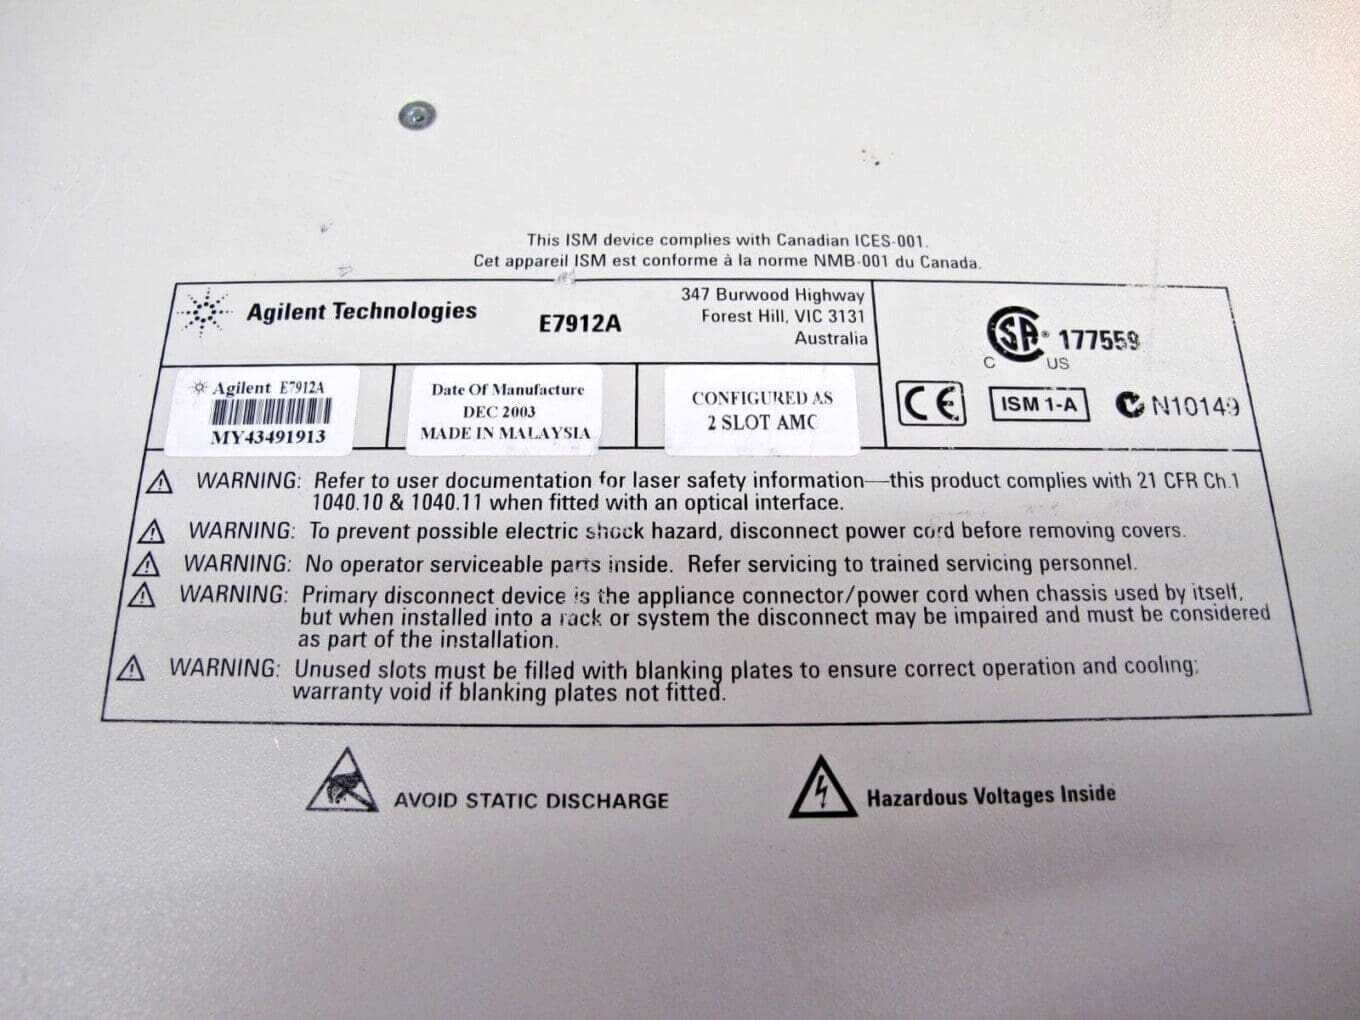 This ISM device complies with Canadian ICES-001.
Cet appareil ISM est conforme à la norme NMB-001 du Canada.
Agilent Technologies
E7912A
347 Burwood Highway
Forest Hill, VIC 3131
Australia
CSA® 177559
C US
Agilent E7912A
MY43491913
Date Of Manufacture
DEC 2003
MADE IN MALAYSIA
CONFIGURED AS
2 SLOT AMC
CE
ISM 1-A
N10149
WARNING: Refer to user documentation for laser safety information—this product complies with 21 CFR Ch.1
1040.10 & 1040.11 when fitted with an optical interface.
WARNING: To prevent possible electric shock hazard, disconnect power cord before removing covers.
WARNING: No operator serviceable parts inside. Refer servicing to trained servicing personnel.
WARNING: Primary disconnect device is the appliance connector/power cord when chassis used by itself,
but when installed into a rack or system the disconnect may be impaired and must be considered
as part of the installation.
WARNING: Unused slots must be filled with blanking plates to ensure correct operation and cooling;
warranty void if blanking plates not fitted.
AVOID STATIC DISCHARGE
Hazardous Voltages Inside